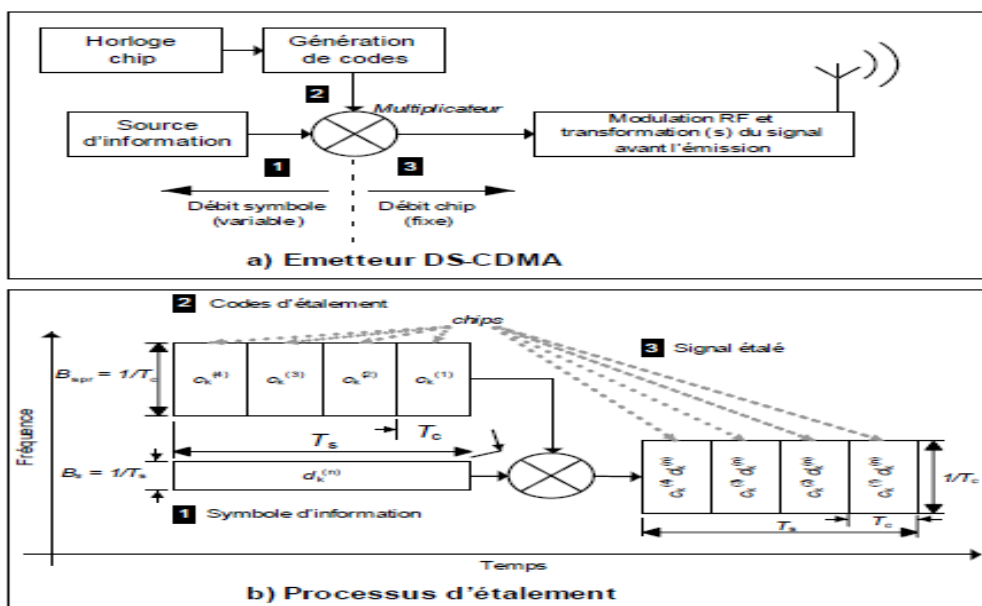 Horloge
chip
Génération
de codes
2
Multiplicateur
Source
d'information
Modulation RF et
transformation (s) du signal
avant l'émission
1
3
Débit symbole
(variable)
Débit chip
(fixe)
a) Emetteur DS-CDMA
2 Codes d'étalement
chips
3 Signal étalé
Fréquence
B_spr = 1/T_c
c_k^(4)
c_k^(3)
c_k^(2)
c_k^(1)
T_s
T_c
B_s = 1/T_s
d_k^(n)
1 Symbole d'information
1/T_c
T_s
T_c
Temps
b) Processus d'étalement